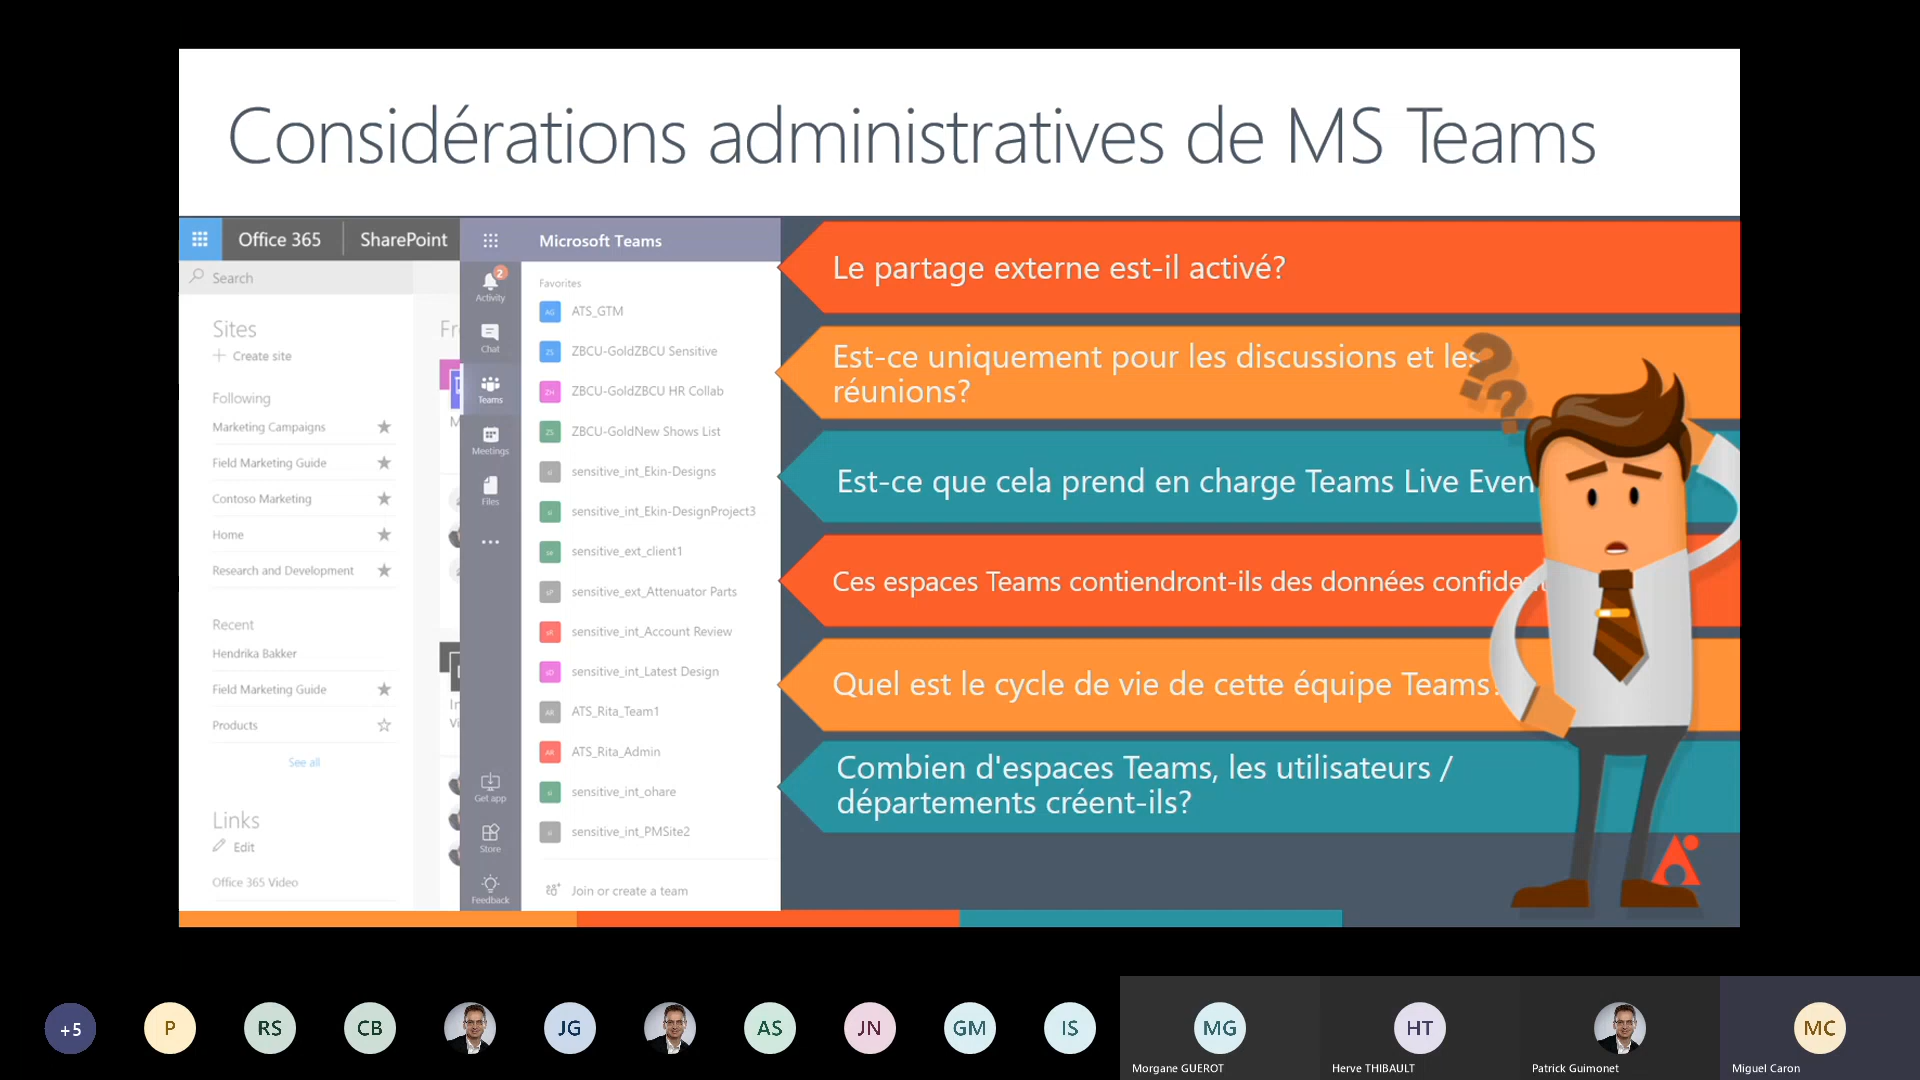 Considérations administratives de MS Teams
Office 365
SharePoint
Search
Sites
Create site
Following
Marketing Campaigns
Field Marketing Guide
Contoso Marketing
Home
Research and Development
Recent
Hendrika Bakker
Field Marketing Guide
Products
See all
Links
Edit
Office 365 Video
Microsoft Teams
2
Activity
Chat
Teams
Meetings
Files
Get app
Store
Feedback
Favorites
ATS_GTM
ZBCU-GoldZBCU Sensitive
ZBCU-GoldZBCU HR Collab
ZBCU-GoldNew Shows List
sensitive_int_Ekin-Designs
sensitive_int_Ekin-DesignProject3
sensitive_ext_client1
sensitive_ext_Attenuator Parts
sensitive_int_Account Review
sensitive_int_Latest Design
ATS_Rita_Team1
ATS_Rita_Admin
sensitive_int_ohare
sensitive_int_PMSite2
Join or create a team
Le partage externe est-il activé?
Est-ce uniquement pour les discussions et les
réunions?
Est-ce que cela prend en charge Teams Live Even
Ces espaces Teams contiendront-ils des données confide
Quel est le cycle de vie de cette équipe Teams?
Combien d'espaces Teams, les utilisateurs /
départements créent-ils?
??
+5
P
RS
CB
JG
AS
JN
GM
IS
MG
HT
MC
Morgane GUEROT
Herve THIBAULT
Patrick Guimonet
Miguel Caron